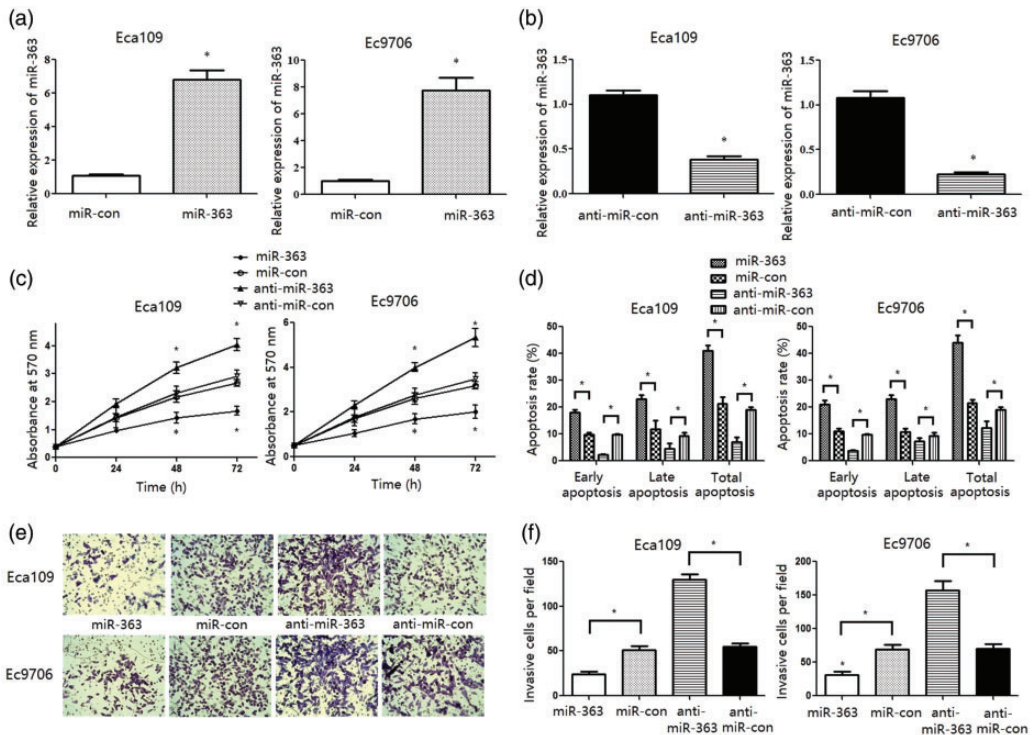 (a)
Eca109
Relative expression of miR-363
8
6
4
2
0
*
miR-con
miR-363
Ec9706
Relative expression of miR-363
10
8
6
4
2
0
*
miR-con
miR-363
(b)
Eca109
Relative expression of miR-363
1.5
1.0
0.5
0.0
*
anti-miR-con
anti-miR-363
Ec9706
Relative expression of miR-363
1.5
1.0
0.5
0.0
*
anti-miR-con
anti-miR-363
(c)
miR-363
miR-con
anti-miR-363
anti-miR-con
Eca109
Absorbance at 570 nm
4
3
2
1
0
*
*
*
*
0
24
48
72
Time (h)
Ec9706
6
4
2
0
*
*
*
*
0
24
48
72
Time (h)
(d)
miR-363
miR-con
anti-miR-363
anti-miR-con
Eca109
Apoptosis rate (%)
50
40
30
20
10
0
*
*
*
*
*
*
Early apoptosis
Late apoptosis
Total apoptosis
Ec9706
Apoptosis rate (%)
50
40
30
20
10
0
*
*
*
*
*
*
Early apoptosis
Late apoptosis
Total apoptosis
(e)
Eca109
miR-363
miR-con
anti-miR-363
anti-miR-con
Ec9706
(f)
Eca109
Invasive cells per field
150
100
50
0
*
*
miR-363
miR-con
anti-
miR-363
anti-
miR-con
Ec9706
Invasive cells per field
200
150
100
50
0
*
*
*
miR-363
miR-con
anti-
miR-363
anti-
miR-con